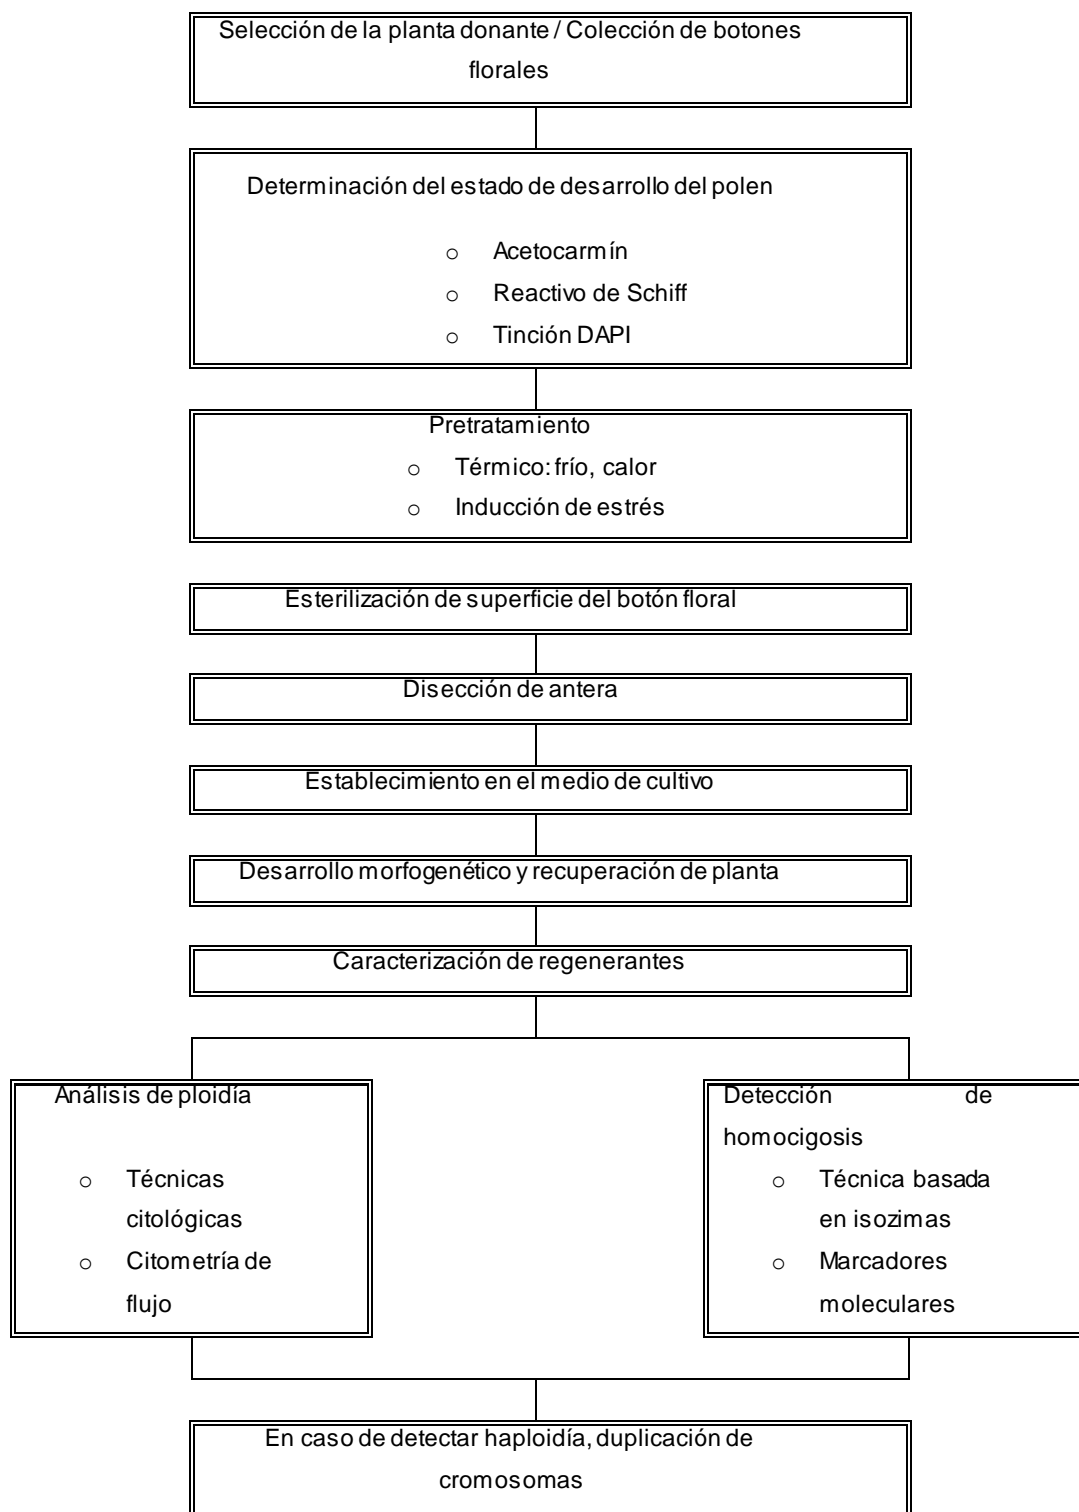 Selección de la planta donante / Colección de botones
florales
Determinación del estado de desarrollo del polen
o Acetocarmín
o Reactivo de Schiff
o Tinción DAPI
Pretratamiento
o Térmico: frío, calor
o Inducción de estrés
Esterilización de superficie del botón floral
Disección de antera
Establecimiento en el medio de cultivo
Desarrollo morfogenético y recuperación de planta
Caracterización de regenerantes
Análisis de ploidía
o Técnicas
citológicas
o Citometría de
flujo
Detección de
homocigosis
o Técnica basada
en isozimas
o Marcadores
moleculares
En caso de detectar haploidía, duplicación de
cromosomas